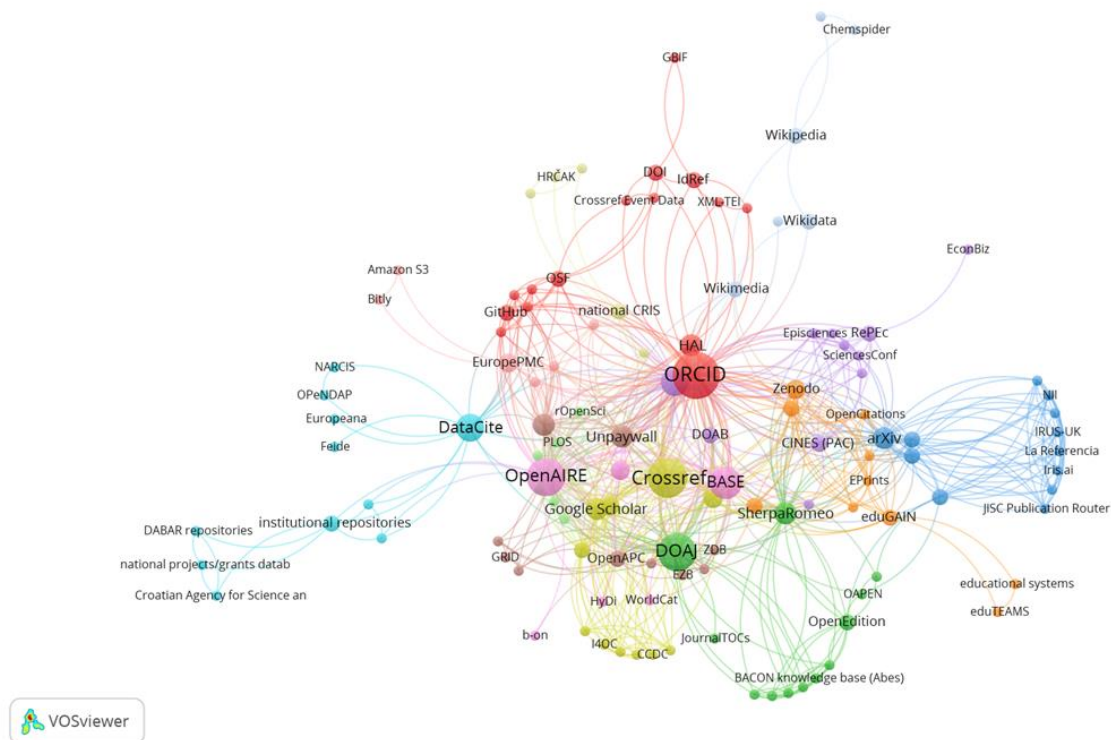 Chemspider
GBIF
Wikipedia
HRČAK
DOI
IdRef
Crossref Event Data
XML-TEI
Wikidata
EconBiz
Amazon S3
Bitly
OSF
GitHub
Wikimedia
national CRIS
HAL
Episciences RePEc
SciencesConf
EuropePMC
ORCID
NARCIS
OPeNDAP
Europeana
Feide
Zenodo
NII
rOpenSci
OpenCitations
DataCite
PLOS
Unpaywall
DOAB
CINES (PAC)
arXiv
IRUS-UK
La Referencia
Iris.ai
OpenAIRE
Crossref
BASE
EPrints
JISC Publication Router
institutional repositories
Google Scholar
SherpaRomeo
eduGAIN
DABAR repositories
GRID
OpenAPC
DOAJ
ZDB
EZB
national projects/grants datab
Croatian Agency for Science an
educational systems
eduTEAMS
HyDi
WorldCat
OAPEN
OpenEdition
b-on
I4OC
CCDC
JournalTOCs
BACON knowledge base (Abes)
VOSviewer